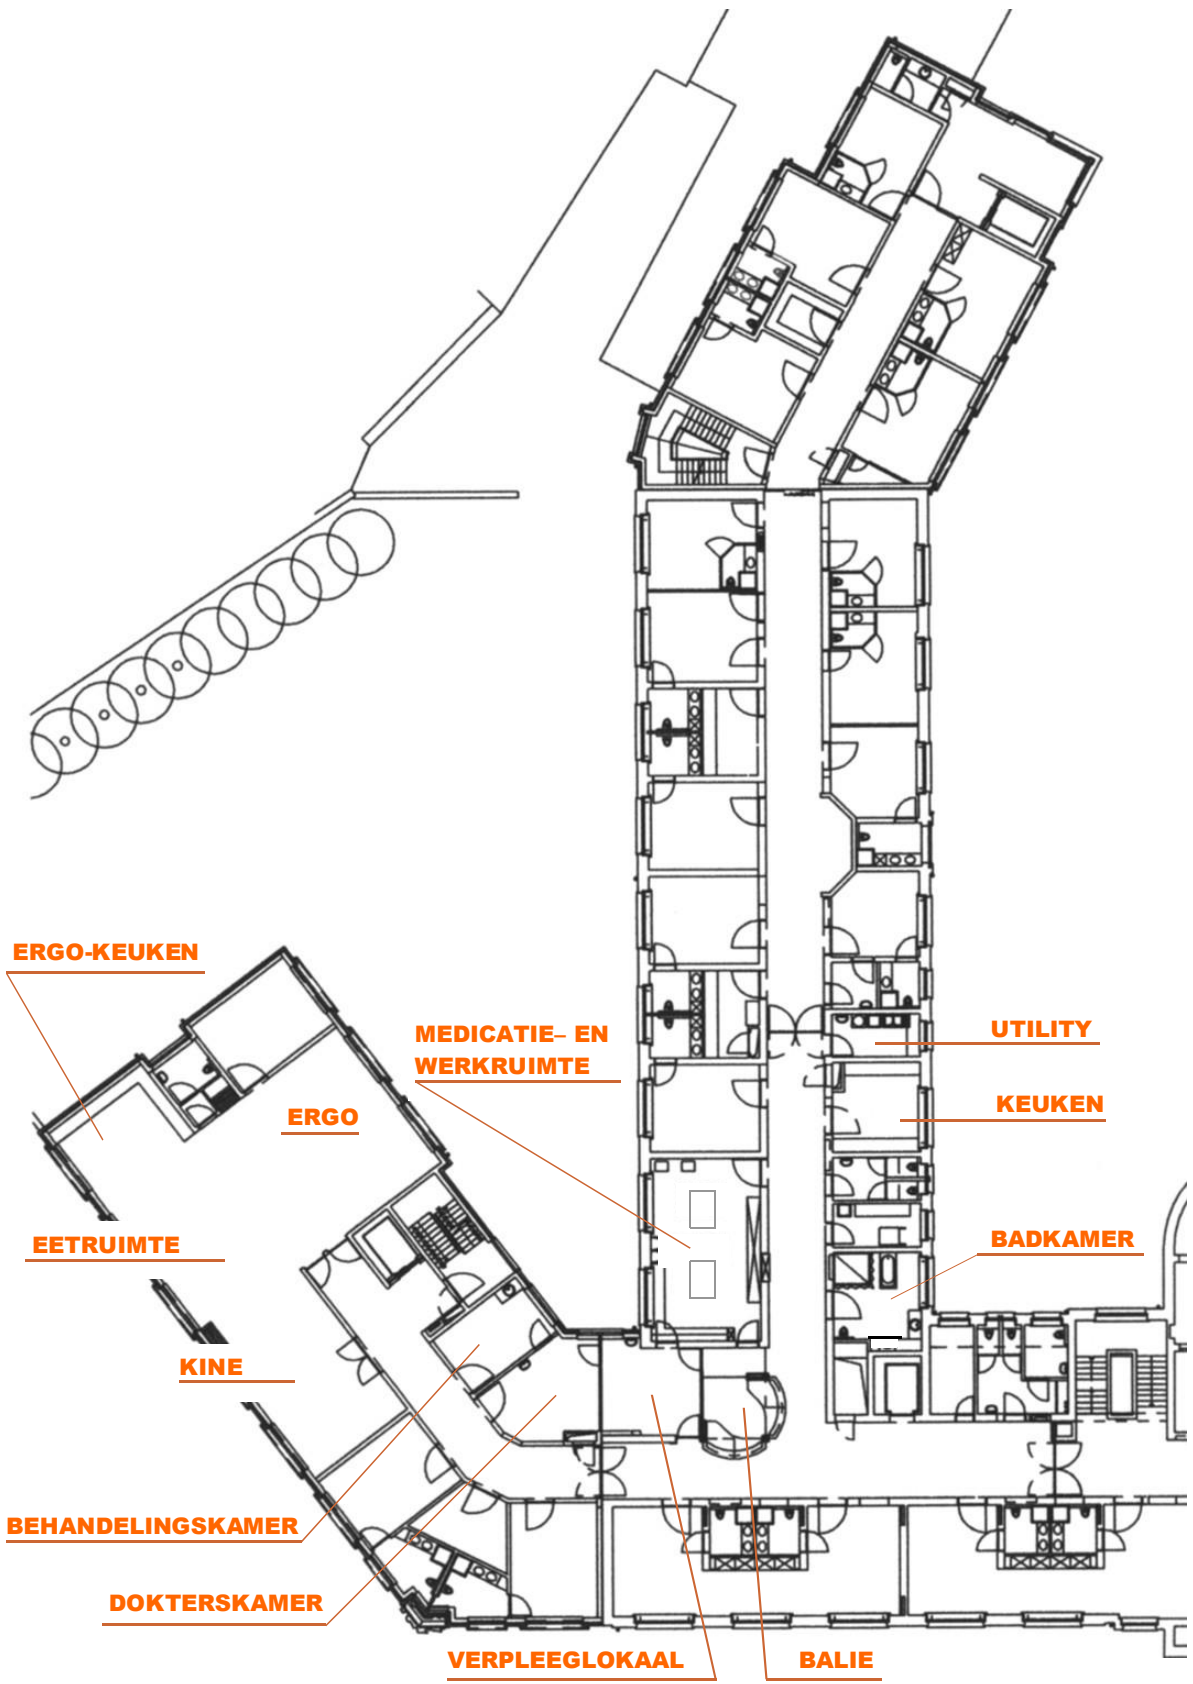 ERGO-KEUKEN
MEDICATIE– EN
WERKRUIMTE
UTILITY
KEUKEN
ERGO
EETRUIMTE
BADKAMER
KINE
BEHANDELINGSKAMER
DOKTERSKAMER
VERPLEEGLOKAAL
BALIE